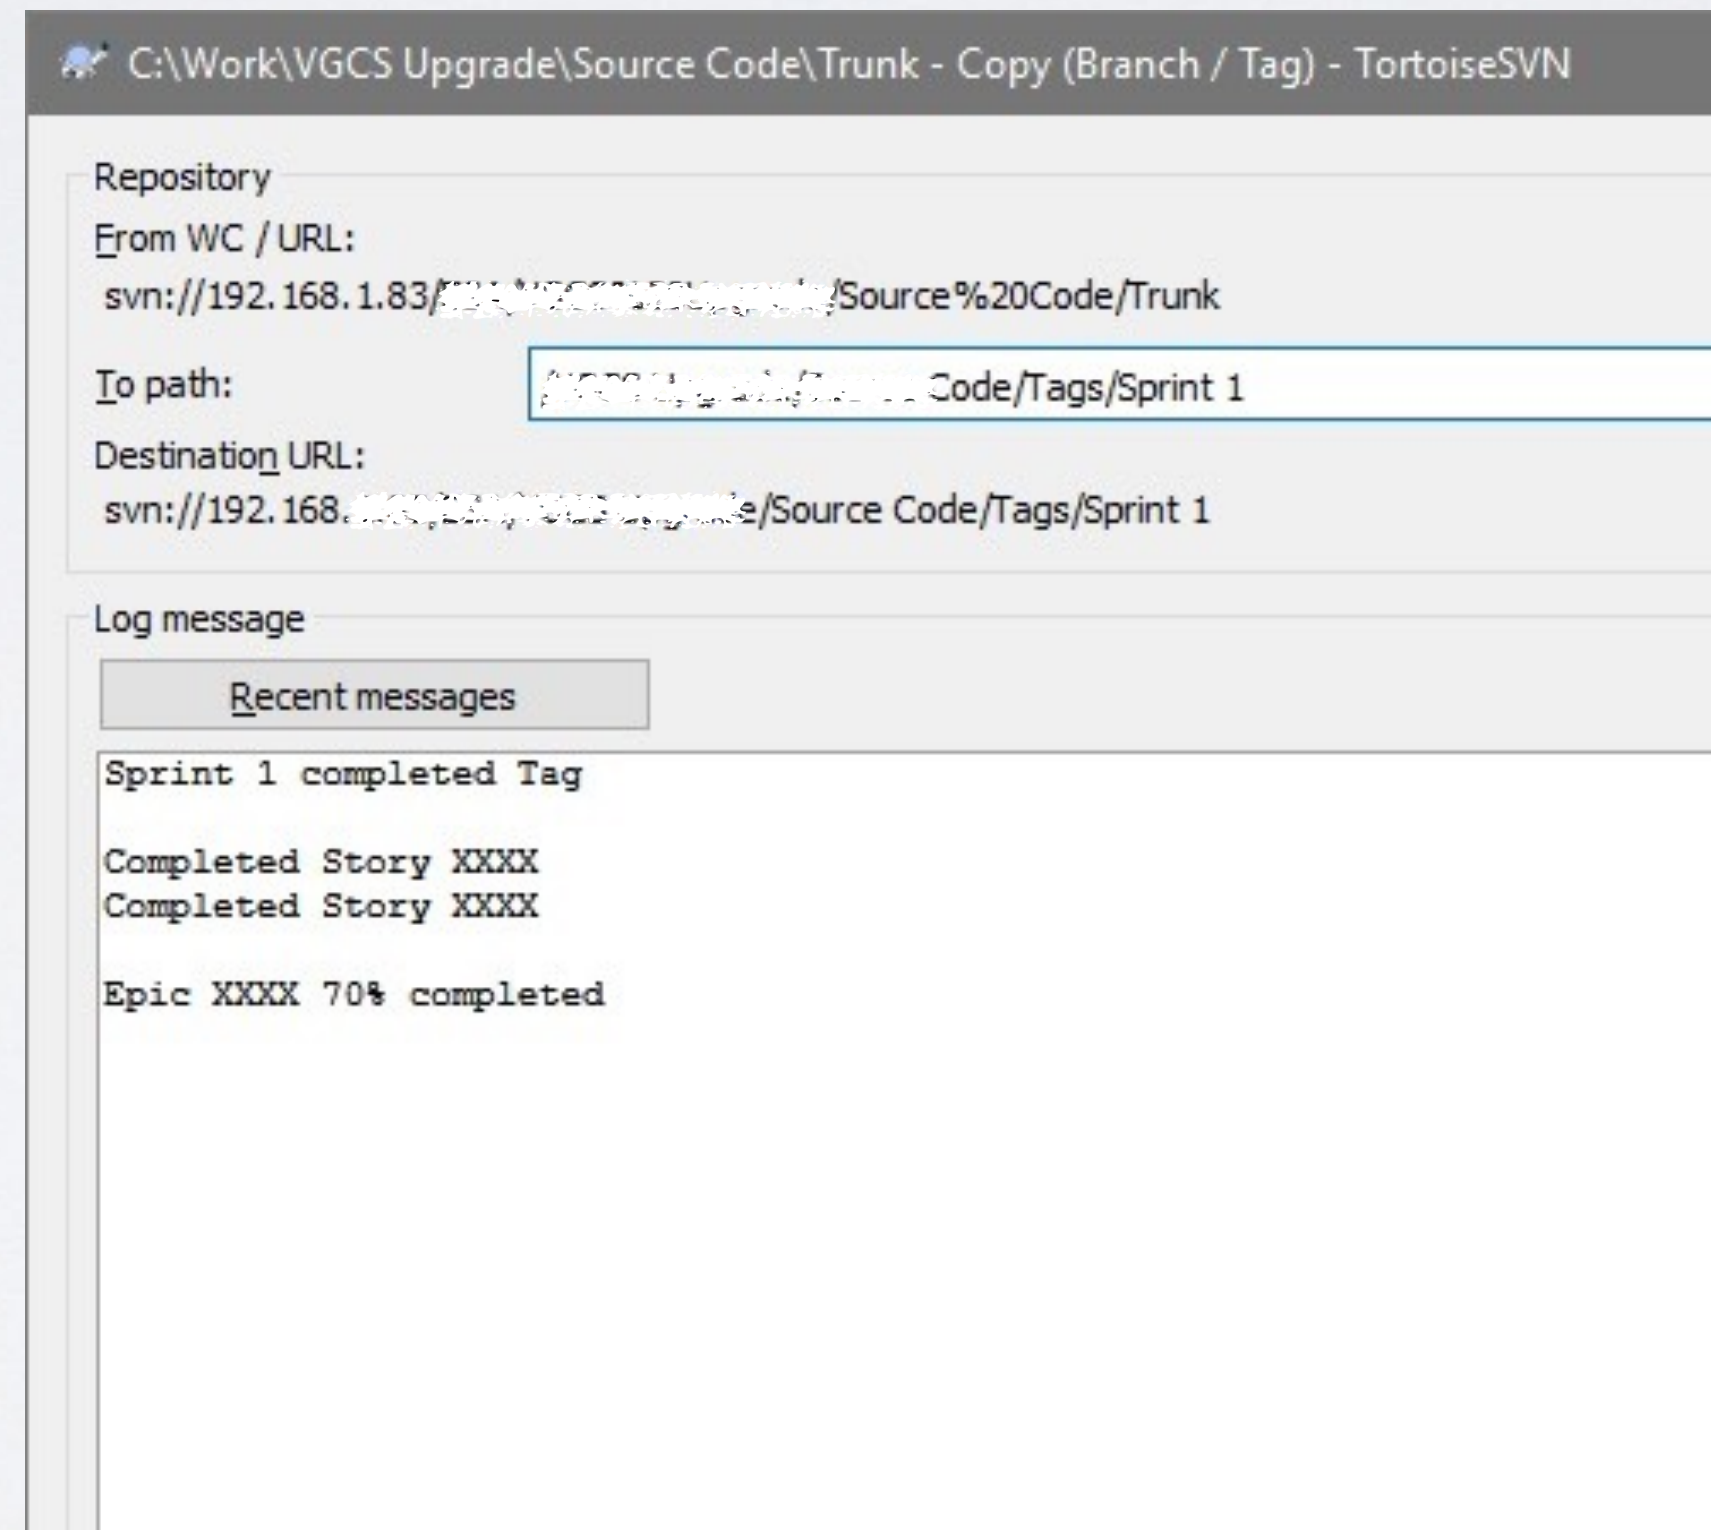 C:\Work\VGCS Upgrade\Source Code\Trunk - Copy (Branch / Tag) - TortoiseSVN
Repository
From WC / URL:
svn://192.168.1.83/ /Source%20Code/Trunk
To path:
Code/Tags/Sprint 1
Destination URL:
svn://192.168. e/Source Code/Tags/Sprint 1
Log message
Recent messages
Sprint 1 completed Tag
Completed Story XXXX
Completed Story XXXX
Epic XXXX 70% completed